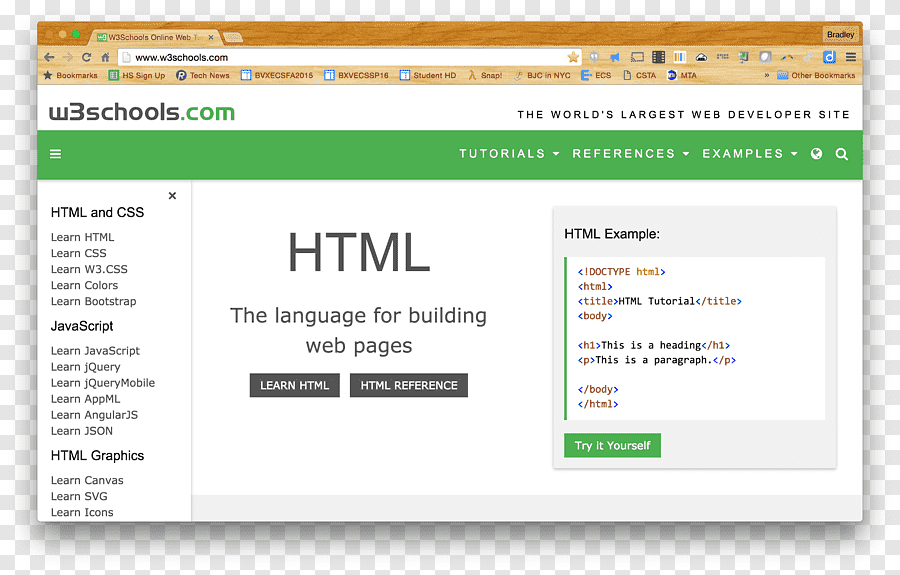 W3Schools Online Web T
Bradley
www.w3schools.com
Bookmarks HS Sign Up Tech News BVXECSFA2015 BVXECSSP16 Student HD Snap! BJC in NYC ECS CSTA MTA » Other Bookmarks
w3schools.com
THE WORLD'S LARGEST WEB DEVELOPER SITE
TUTORIALS REFERENCES EXAMPLES
HTML and CSS
Learn HTML
Learn CSS
Learn W3.CSS
Learn Colors
Learn Bootstrap
JavaScript
Learn JavaScript
Learn jQuery
Learn jQueryMobile
Learn AppML
Learn AngularJS
Learn JSON
HTML Graphics
Learn Canvas
Learn SVG
Learn Icons
HTML
The language for building
web pages
LEARN HTML HTML REFERENCE
HTML Example:
<!DOCTYPE html>
<html>
<title>HTML Tutorial</title>
<body>
<h1>This is a heading</h1>
<p>This is a paragraph.</p>
</body>
</html>
Try it Yourself